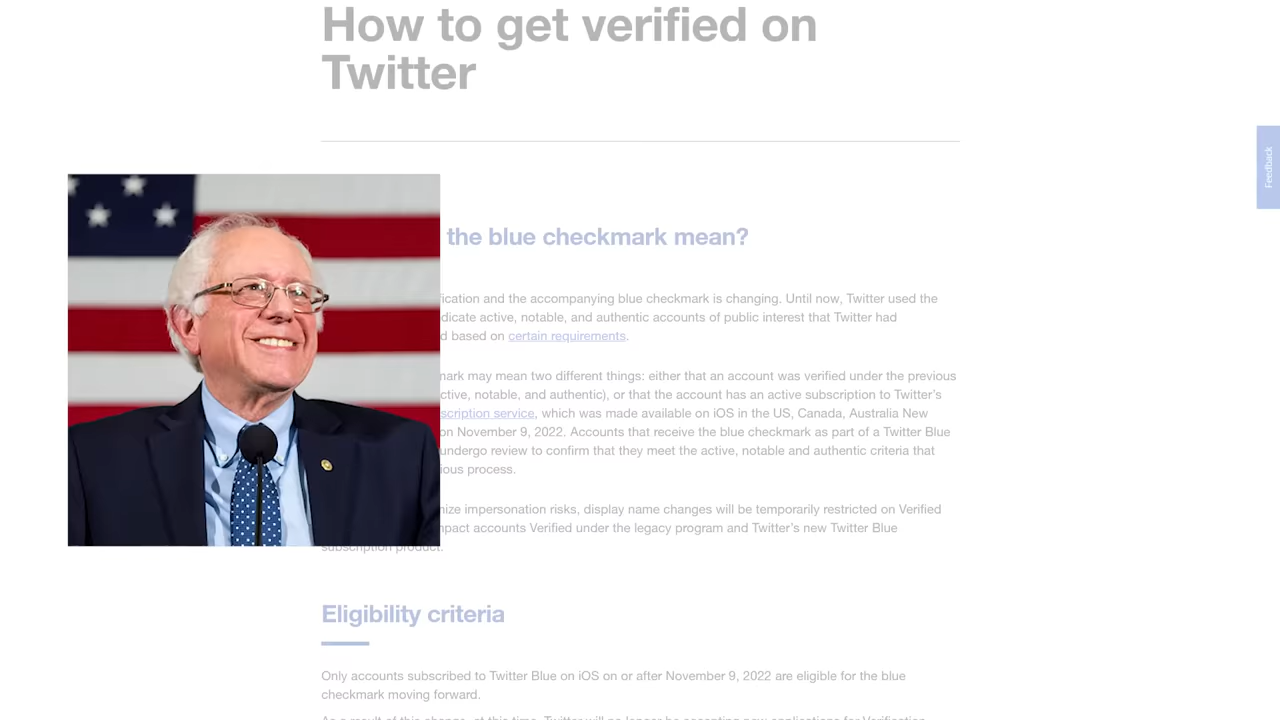 How to get verified on
Twitter
Feedback
the blue checkmark mean?
and the accompanying blue checkmark is changing. Until now, Twitter used the
active, notable, and authentic accounts of public interest that Twitter had
based on certain requirements.
may mean two different things: either that an account was verified under the previous
notable, and authentic), or that the account has an active subscription to Twitter's
service, which was made available on iOS in the US, Canada, Australia New
on November 9, 2022. Accounts that receive the blue checkmark as part of a Twitter Blue
undergo review to confirm that they meet the active, notable and authentic criteria that
process.
impersonation risks, display name changes will be temporarily restricted on Verified
accounts Verified under the legacy program and Twitter's new Twitter Blue
subscription product.
Eligibility criteria
Only accounts subscribed to Twitter Blue on iOS on or after November 9, 2022 are eligible for the blue
checkmark moving forward.